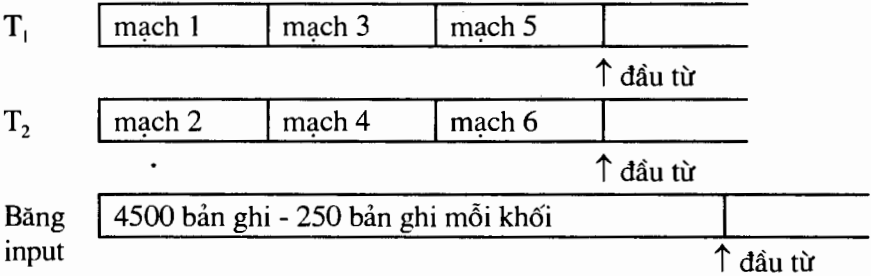 T₁ mạch 1 mạch 3 mạch 5
↑ đầu từ
T₂ mạch 2 mạch 4 mạch 6
↑ đầu từ
Băng input 4500 bản ghi - 250 bản ghi mỗi khối
↑ đầu từ